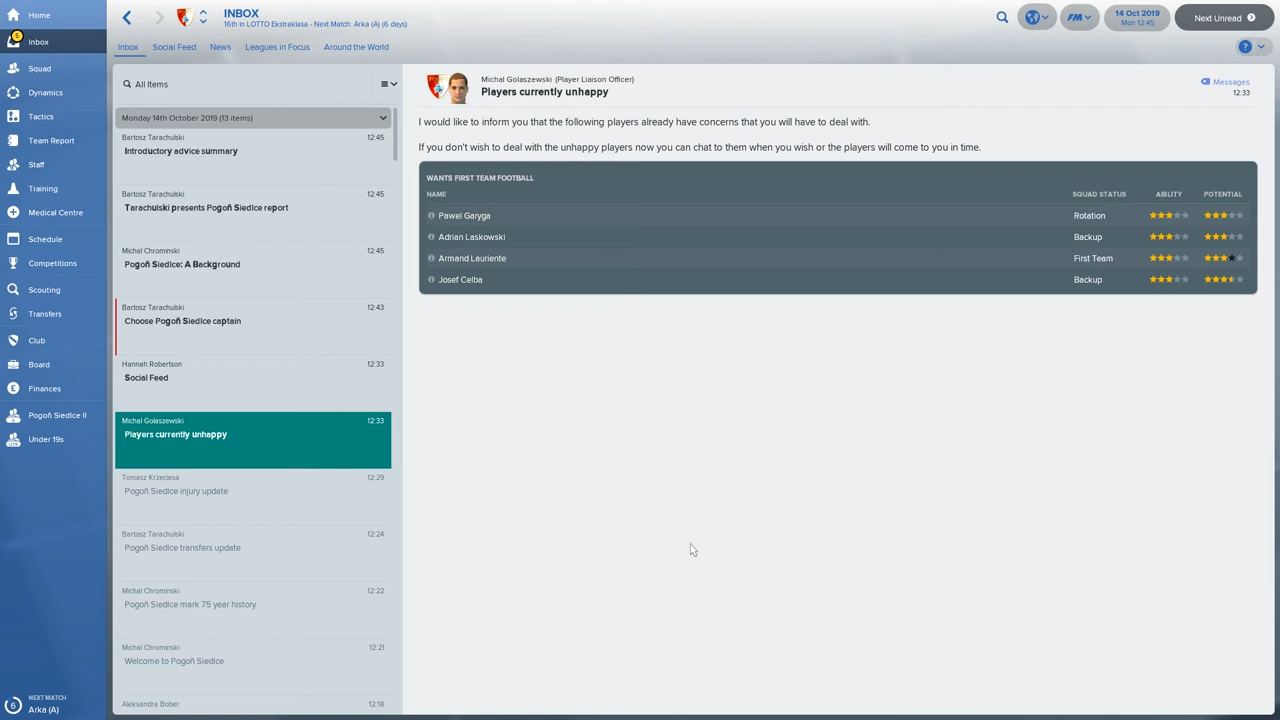 Home
5
Inbox
Squad
Dynamics
Tactics
Team Report
Staff
Training
Medical Centre
Schedule
Competitions
Scouting
Transfers
Club
Board
Finances
Pogoń Siedlce II
Under 19s
6
NEXT MATCH
Arka (A)
INBOX
16th in LOTTO Ekstraklasa - Next Match: Arka (A) (6 days)
FM
14 Oct 2019
Mon 12:45
Next Unread
Inbox
Social Feed
News
Leagues in Focus
Around the World
?
All Items
Monday 14th October 2019 (13 items)
Bartosz Tarachulski 12:45
Introductory advice summary
Bartosz Tarachulski 12:45
Tarachulski presents Pogoń Siedlce report
Michal Chrominski 12:45
Pogoń Siedlce: A Background
Bartosz Tarachulski 12:43
Choose Pogoń Siedlce captain
Hannah Robertson 12:33
Social Feed
Michal Golaszewski 12:33
Players currently unhappy
Tomasz Krzeciesa 12:29
Pogoń Siedlce injury update
Bartosz Tarachulski 12:24
Pogoń Siedlce transfers update
Michal Chrominski 12:22
Pogoń Siedlce mark 75 year history
Michal Chrominski 12:21
Welcome to Pogoń Siedlce
Aleksandra Bober 12:18
Michal Golaszewski (Player Liaison Officer)
Players currently unhappy
Messages
12:33
I would like to inform you that the following players already have concerns that you will have to deal with.
If you don't wish to deal with the unhappy players now you can chat to them when you wish or the players will come to you in time.
WANTS FIRST TEAM FOOTBALL
NAME SQUAD STATUS ABILITY POTENTIAL
Pawel Garyga Rotation
Adrian Laskowski Backup
Armand Lauriente First Team
Josef Celba Backup